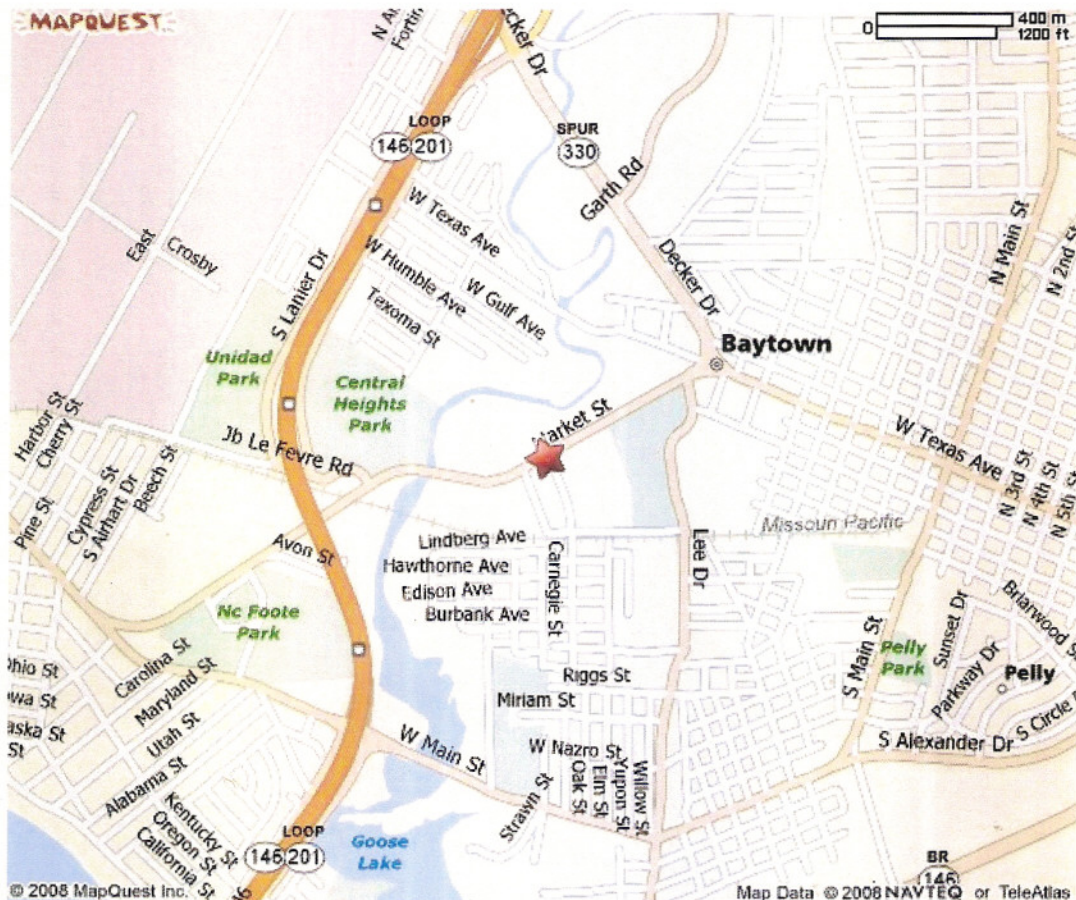 MAPQUEST
0
400 m
1200 ft
Decker Dr
LOOP
146 201
SPUR
330
Garth Rd
W Texas Ave
N Main St
N 2nd St
East
Crosby
W Humble Ave
W Gulf Ave
Decker Dr
S Lanier Dr
Texoma St
Baytown
Unidad
Park
Central
Heights
Park
Harbor St
Cherry St
Market St
Jb Le Fevre Rd
W Texas Ave
Cypress St
S Airhart Dr
Beech St
Pine St
N 3rd St
N 4th St
N 5th St
Missouri Pacific
Avon St
Lindberg Ave
Hawthorne Ave
Edison Ave
Burbank Ave
Carnegie St
Lee Dr
Nc Foote
Park
Briarwood St
Sunset Dr
Pelly
Park
S Main St
Parkway Dr
Pelly
Ohio St
Carolina St
Maryland St
Riggs St
Miriam St
Utah St
W Main St
W Nazro St
S Alexander Dr
S Circle
Alabama St
Oak St
Elm St
Yupon St
Willow St
Strawn St
Kentucky St
Oregon St
California St
LOOP
146 201
Goose
Lake
BR
146
© 2008 MapQuest Inc.
Map Data © 2008 NAVTEQ or TeleAtlas